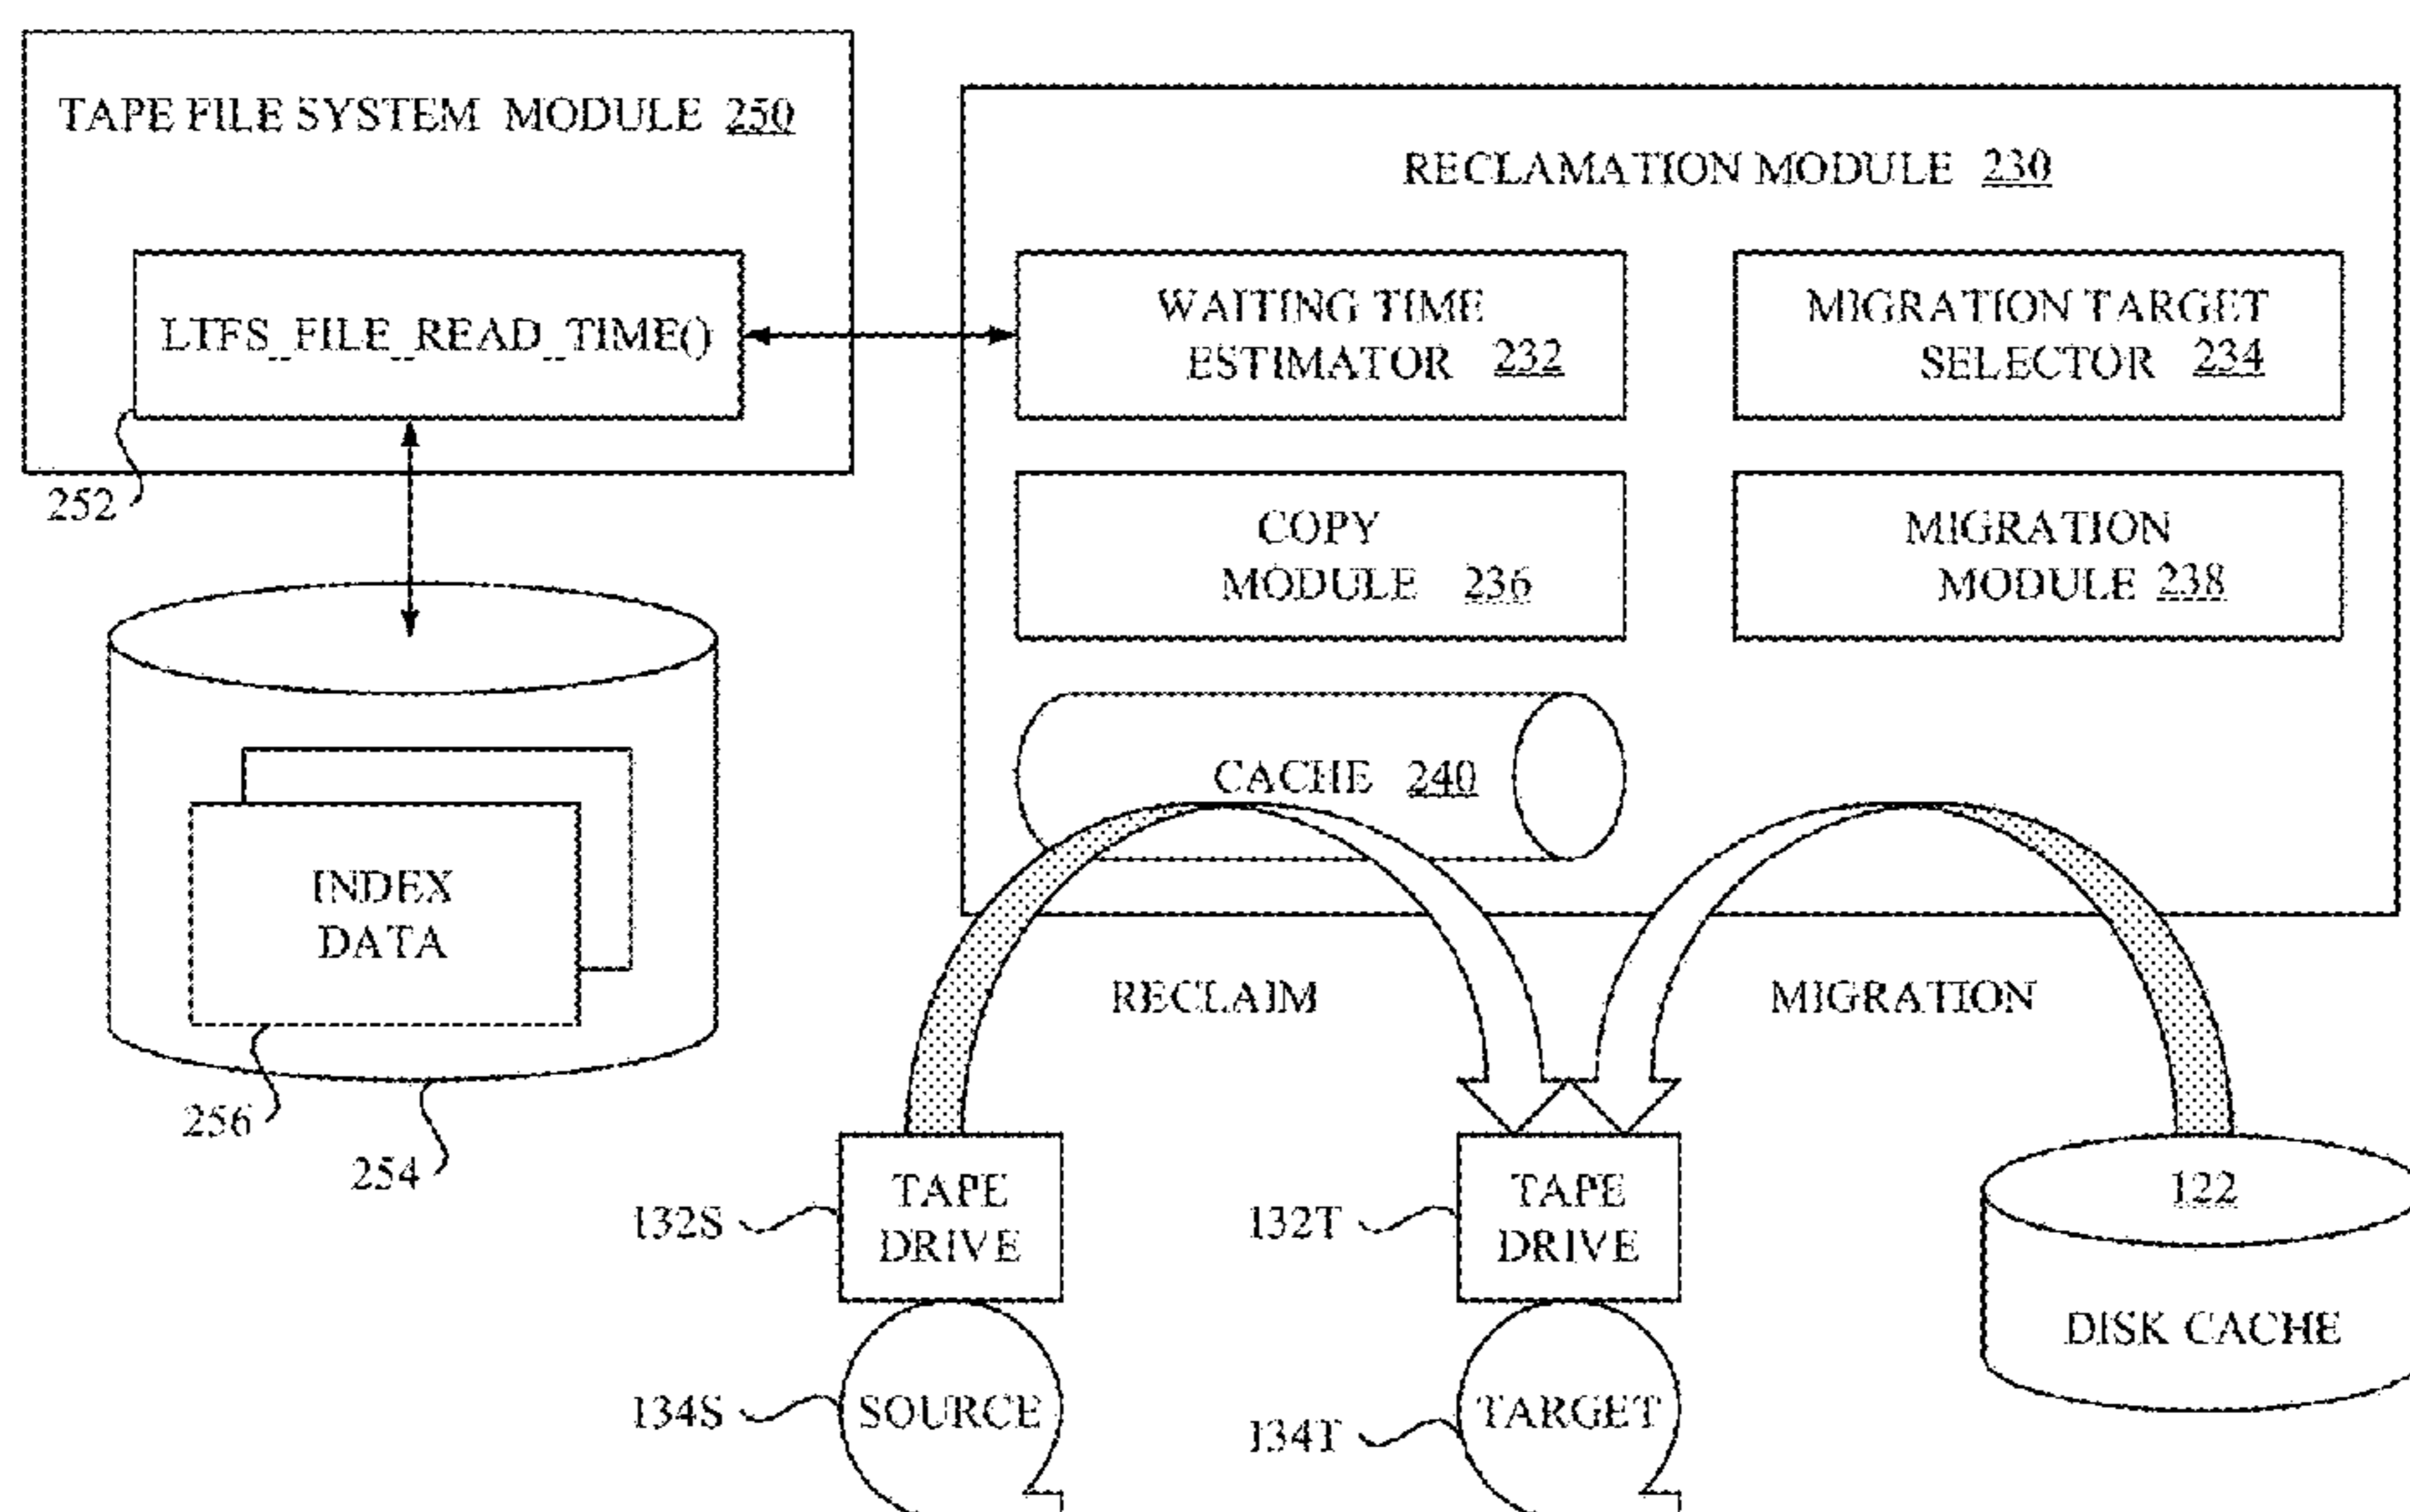 TAPE FILE SYSTEM MODULE 250
LTFS_FILE_READ_TIME()
252
RECLAMATION MODULE 230
WAITING TIME
ESTIMATOR 232
MIGRATION TARGET
SELECTOR 234
COPY
MODULE 236
MIGRATION
MODULE 238
CACHE 240
INDEX
DATA
256
254
RECLAIM
MIGRATION
132S
TAPE
DRIVE
132T
TAPE
DRIVE
122
DISK CACHE
134S
SOURCE
134T
TARGET